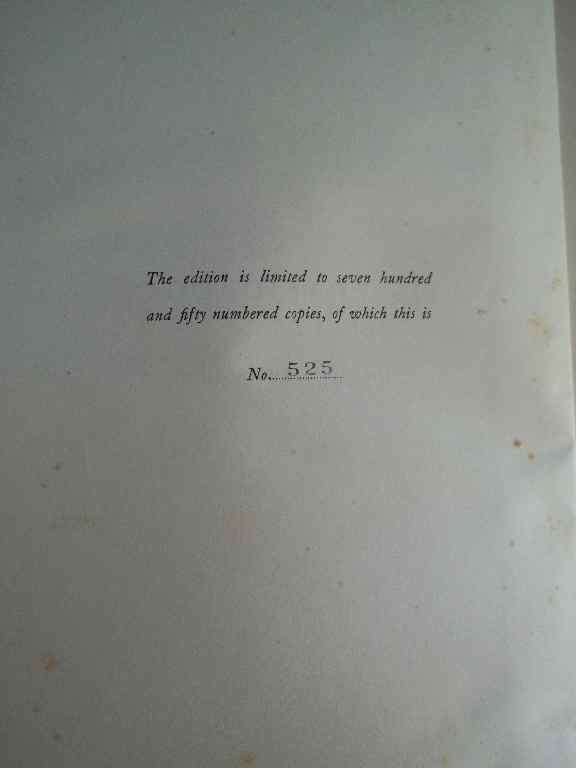 The edition is limited to seven hundred
and fifty numbered copies, of which this is
No. 525